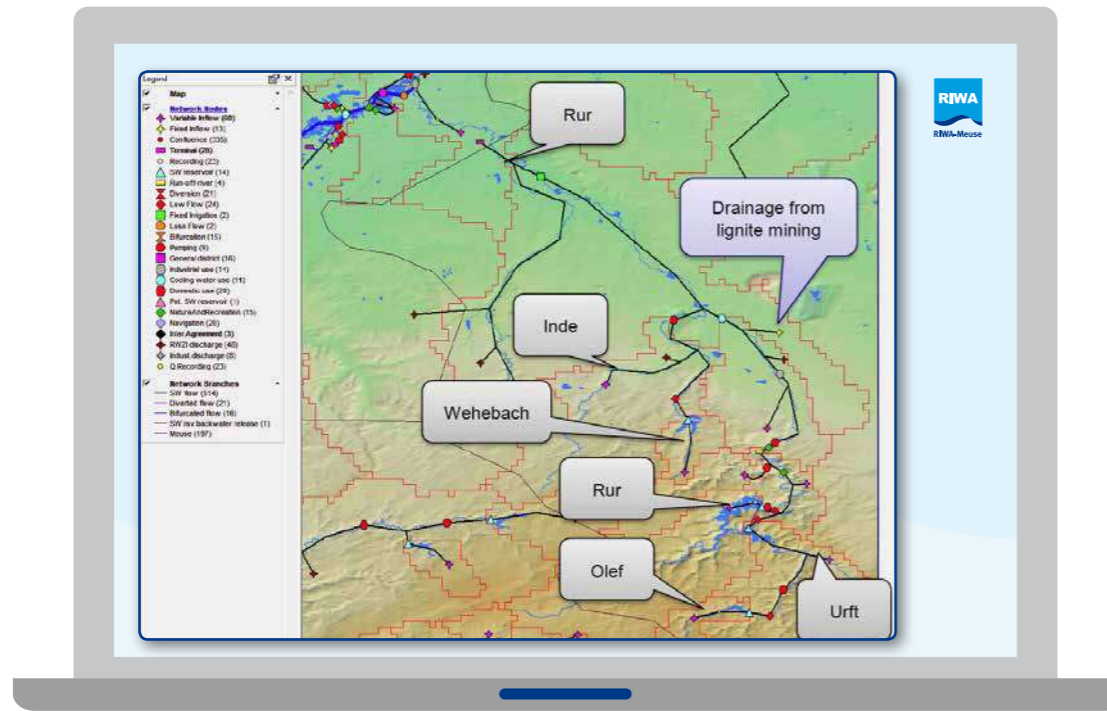 Legend
Map
Network Nodes
Variable Inflow (68)
Fixed Inflow (13)
Confluence (335)
Terminal (28)
Recording (23)
SW reservoir (14)
Run-off-river (4)
Diversion (21)
Low Flow (24)
Fixed Irrigation (2)
Loss Flow (2)
Bifurcation (15)
Pumping (9)
General district (16)
Industrial use (14)
Cooling water use (11)
Domestic use (29)
Pot. SW reservoir (1)
NatureAndRecreation (15)
Navigation (26)
Inter.Agreement (3)
RWZI discharge (48)
Indust.discharge (8)
Q Recording (23)
Network Branches
SW flow (514)
Diverted flow (21)
Bifurcated flow (16)
SW rsv backwater release (1)
Meuse (197)
Rur
Drainage from
lignite mining
Inde
Wehebach
Rur
Olef
Urft
RIWA
RIWA-Meuse